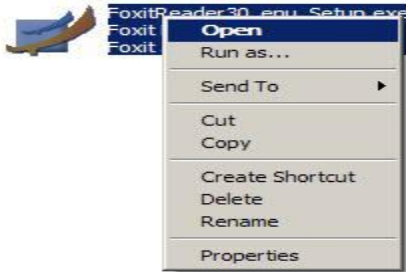 FoxitReader30_enu_Setup.exe
Foxit
Foxit
Open
Run as...
Send To
Cut
Copy
Create Shortcut
Delete
Rename
Properties